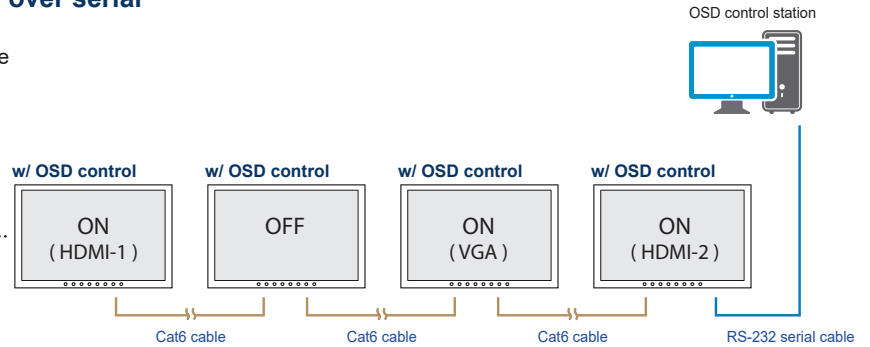 over serial
OSD control station
e
w/ OSD control w/ OSD control w/ OSD control w/ OSD control
ON OFF ON ON
( HDMI-1 ) ( VGA ) ( HDMI-2 )
..
Cat6 cable Cat6 cable Cat6 cable RS-232 serial cable